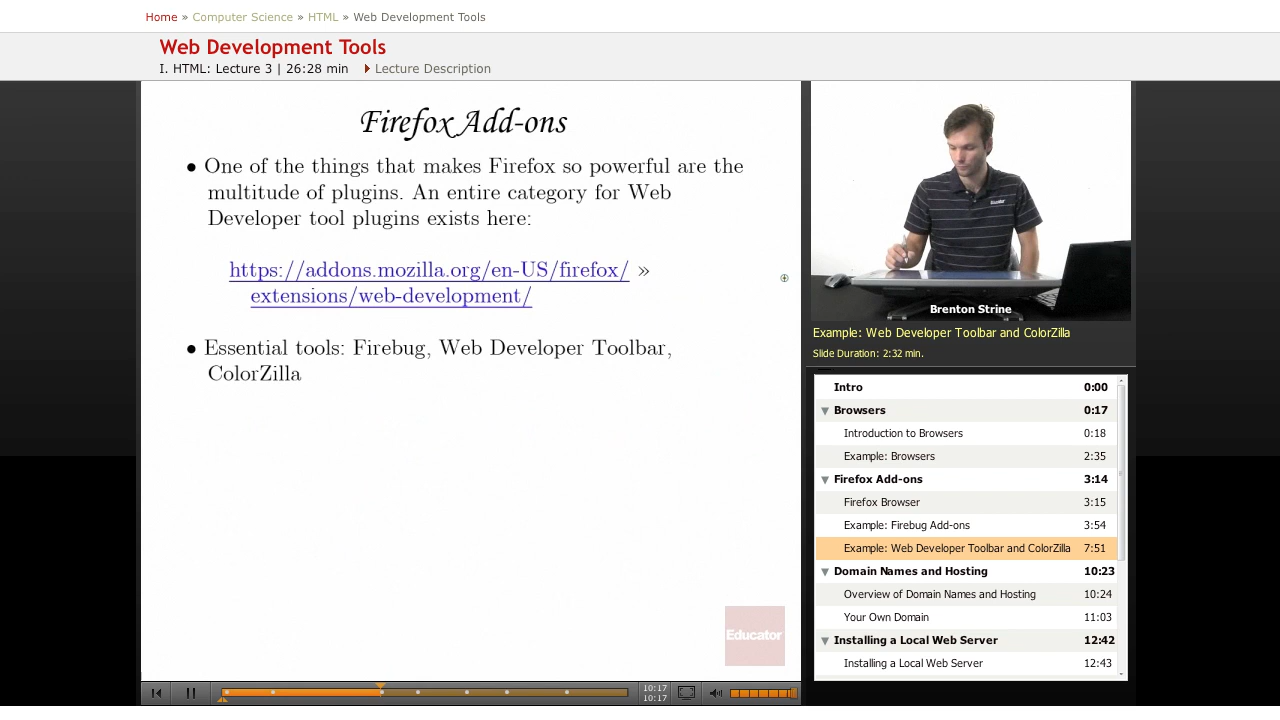 Home » Computer Science » HTML » Web Development Tools
Web Development Tools
I. HTML: Lecture 3 | 26:28 min Lecture Description
Firefox Add-ons
• One of the things that makes Firefox so powerful are the
multitude of plugins. An entire category for Web
Developer tool plugins exists here:
https://addons.mozilla.org/en-US/firefox/ »
extensions/web-development/
• Essential tools: Firebug, Web Developer Toolbar,
ColorZilla
Educator
10:17
10:17
Brenton Strine
Example: Web Developer Toolbar and ColorZilla
Slide Duration: 2:32 min.
Intro 0:00
Browsers 0:17
Introduction to Browsers 0:18
Example: Browsers 2:35
Firefox Add-ons 3:14
Firefox Browser 3:15
Example: Firebug Add-ons 3:54
Example: Web Developer Toolbar and ColorZilla 7:51
Domain Names and Hosting 10:23
Overview of Domain Names and Hosting 10:24
Your Own Domain 11:03
Installing a Local Web Server 12:42
Installing a Local Web Server 12:43